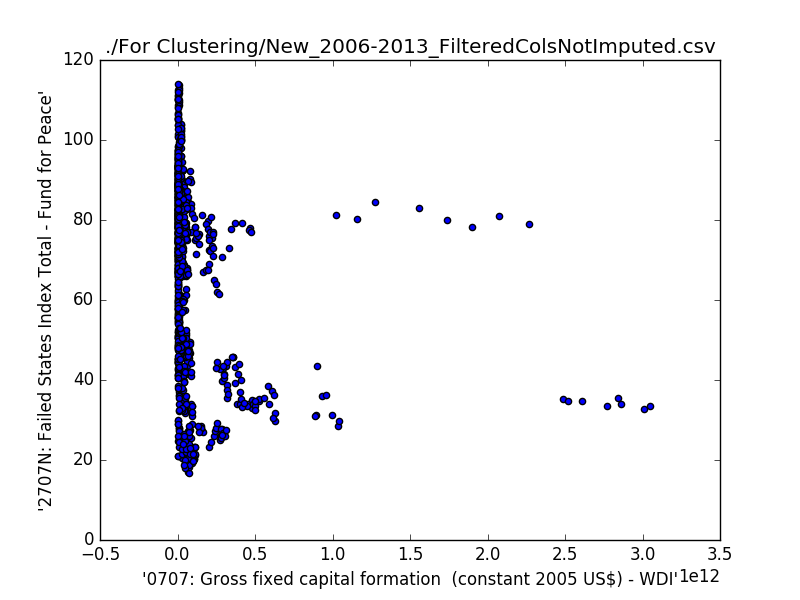 ./For Clustering/New_2006-2013_FilteredColsNotImputed.csv
120
100
80
60
40
20
0
'2707N: Failed States Index Total - Fund for Peace'
−0.5 0.0 0.5 1.0 1.5 2.0 2.5 3.0 3.5
'0707: Gross fixed capital formation  (constant 2005 US$) - WDI' 1e12